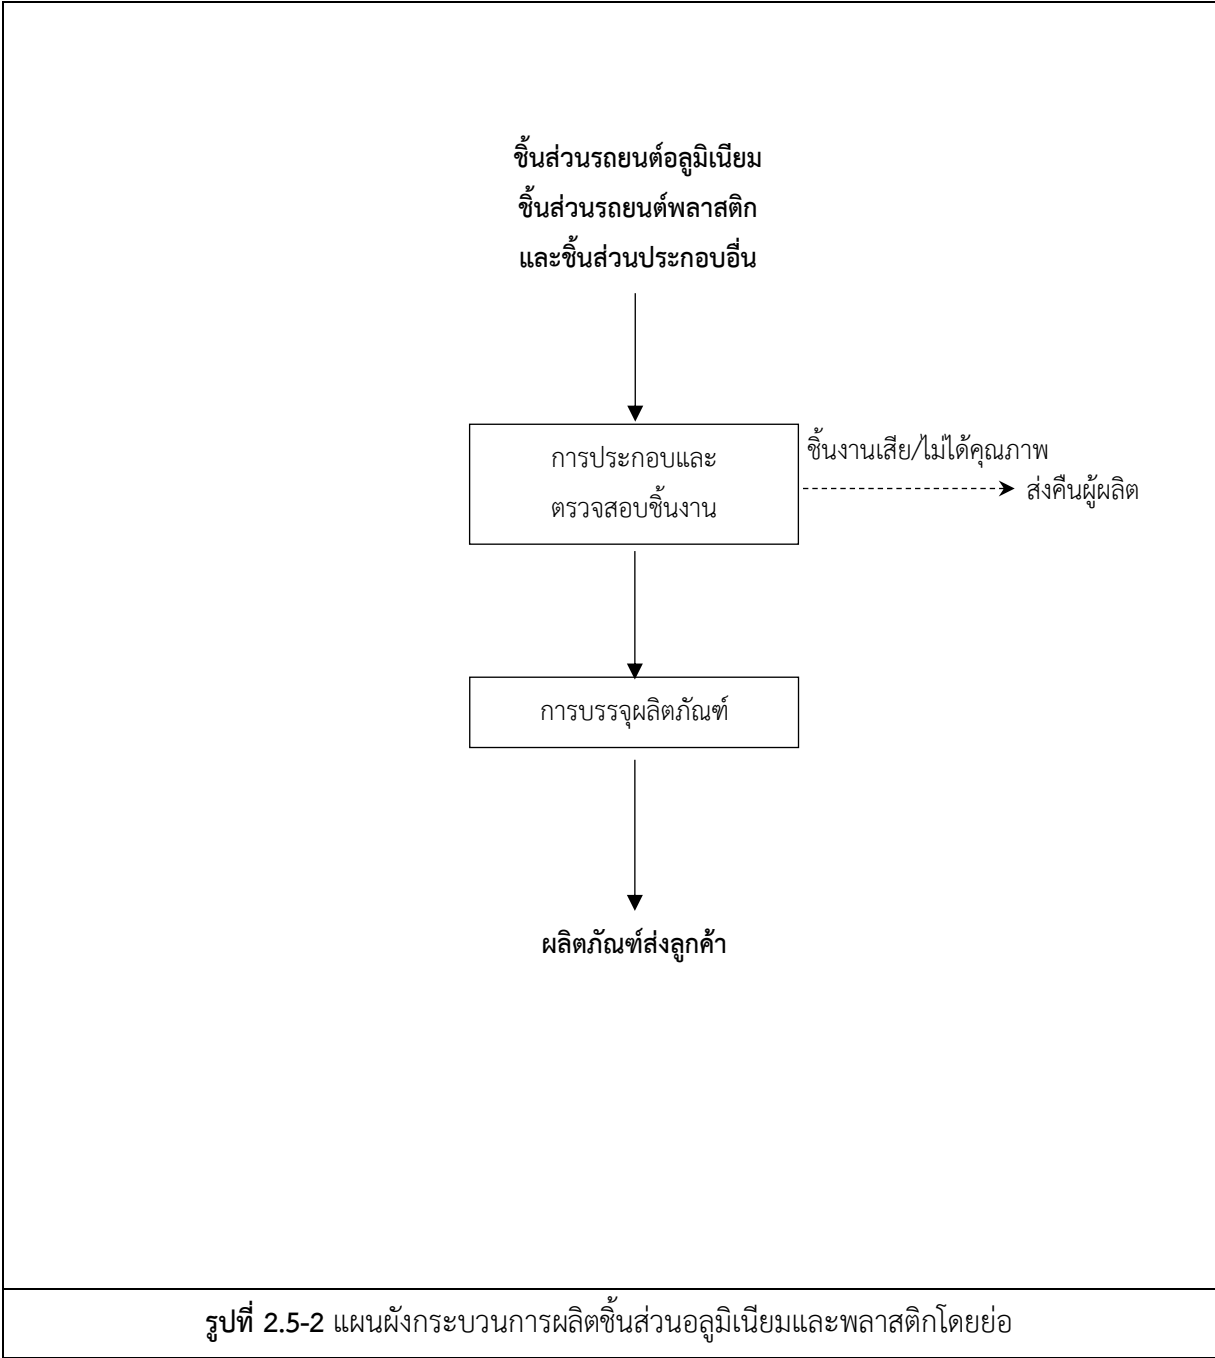 ชิ้นส่วนรถยนต์อลูมิเนียม
ชิ้นส่วนรถยนต์พลาสติก
และชิ้นส่วนประกอบอื่น
การประกอบและ
ตรวจสอบชิ้นงาน
ชิ้นงานเสีย/ไม่ได้คุณภาพ
ส่งคืนผู้ผลิต
การบรรจุผลิตภัณฑ์
ผลิตภัณฑ์ส่งลูกค้า
รูปที่ 2.5-2 แผนผังกระบวนการผลิตชิ้นส่วนอลูมิเนียมและพลาสติกโดยย่อ